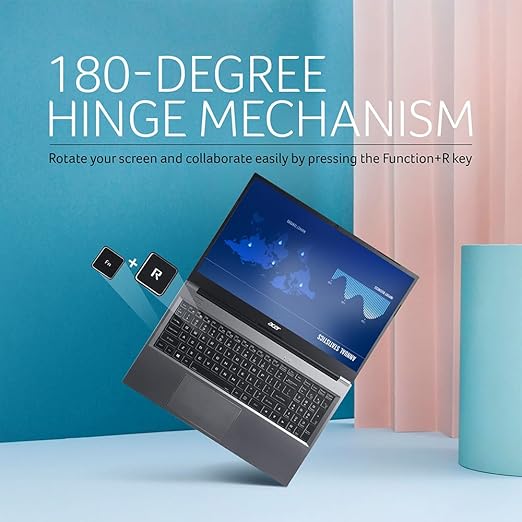 180-DEGREE
HINGE MECHANISM
Rotate your screen and collaborate easily by pressing the Function+R key
Fn + R
acer
ANNUAL STATISTICS